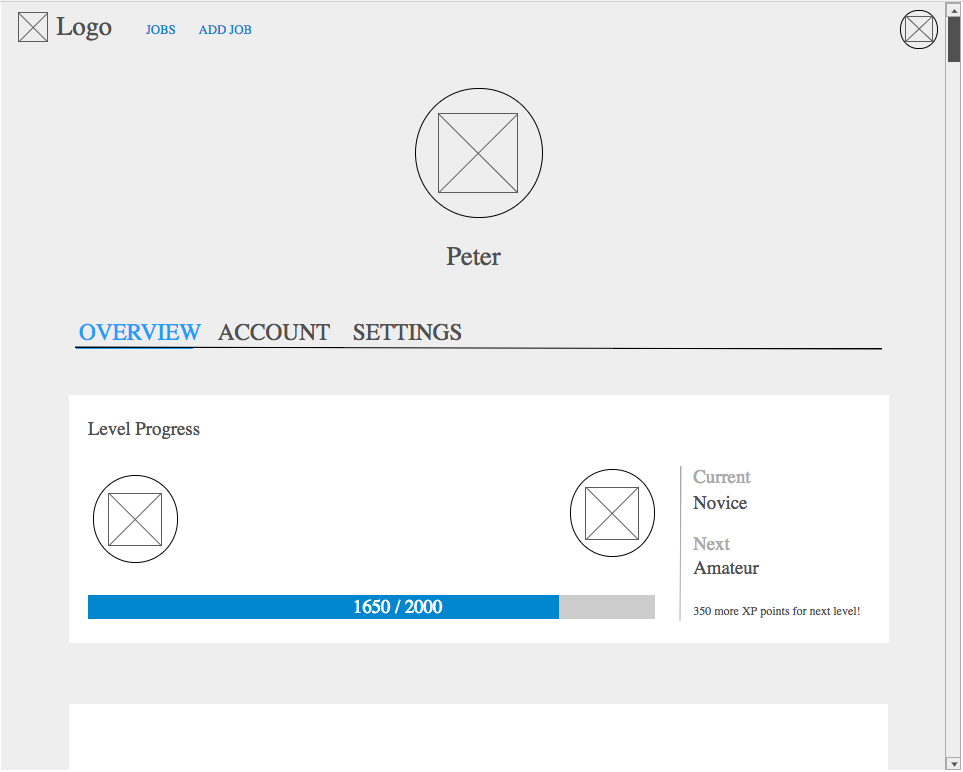 Logo JOBS ADD JOB
Peter
OVERVIEW ACCOUNT SETTINGS
Level Progress
Current
Novice
Next
Amateur
1650 / 2000
350 more XP points for next level!